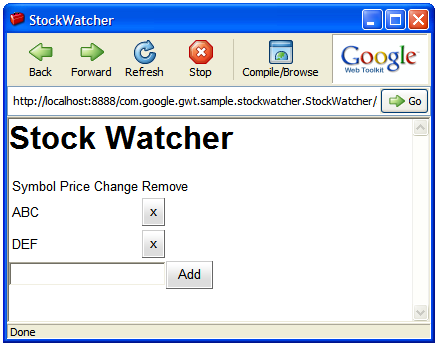 StockWatcher
Back Forward Refresh Stop Compile/Browse
Google
Web Toolkit
http://localhost:8888/com.google.gwt.sample.stockwatcher.StockWatcher/ Go
Stock Watcher
Symbol Price Change Remove
ABC x
DEF x
Add
Done